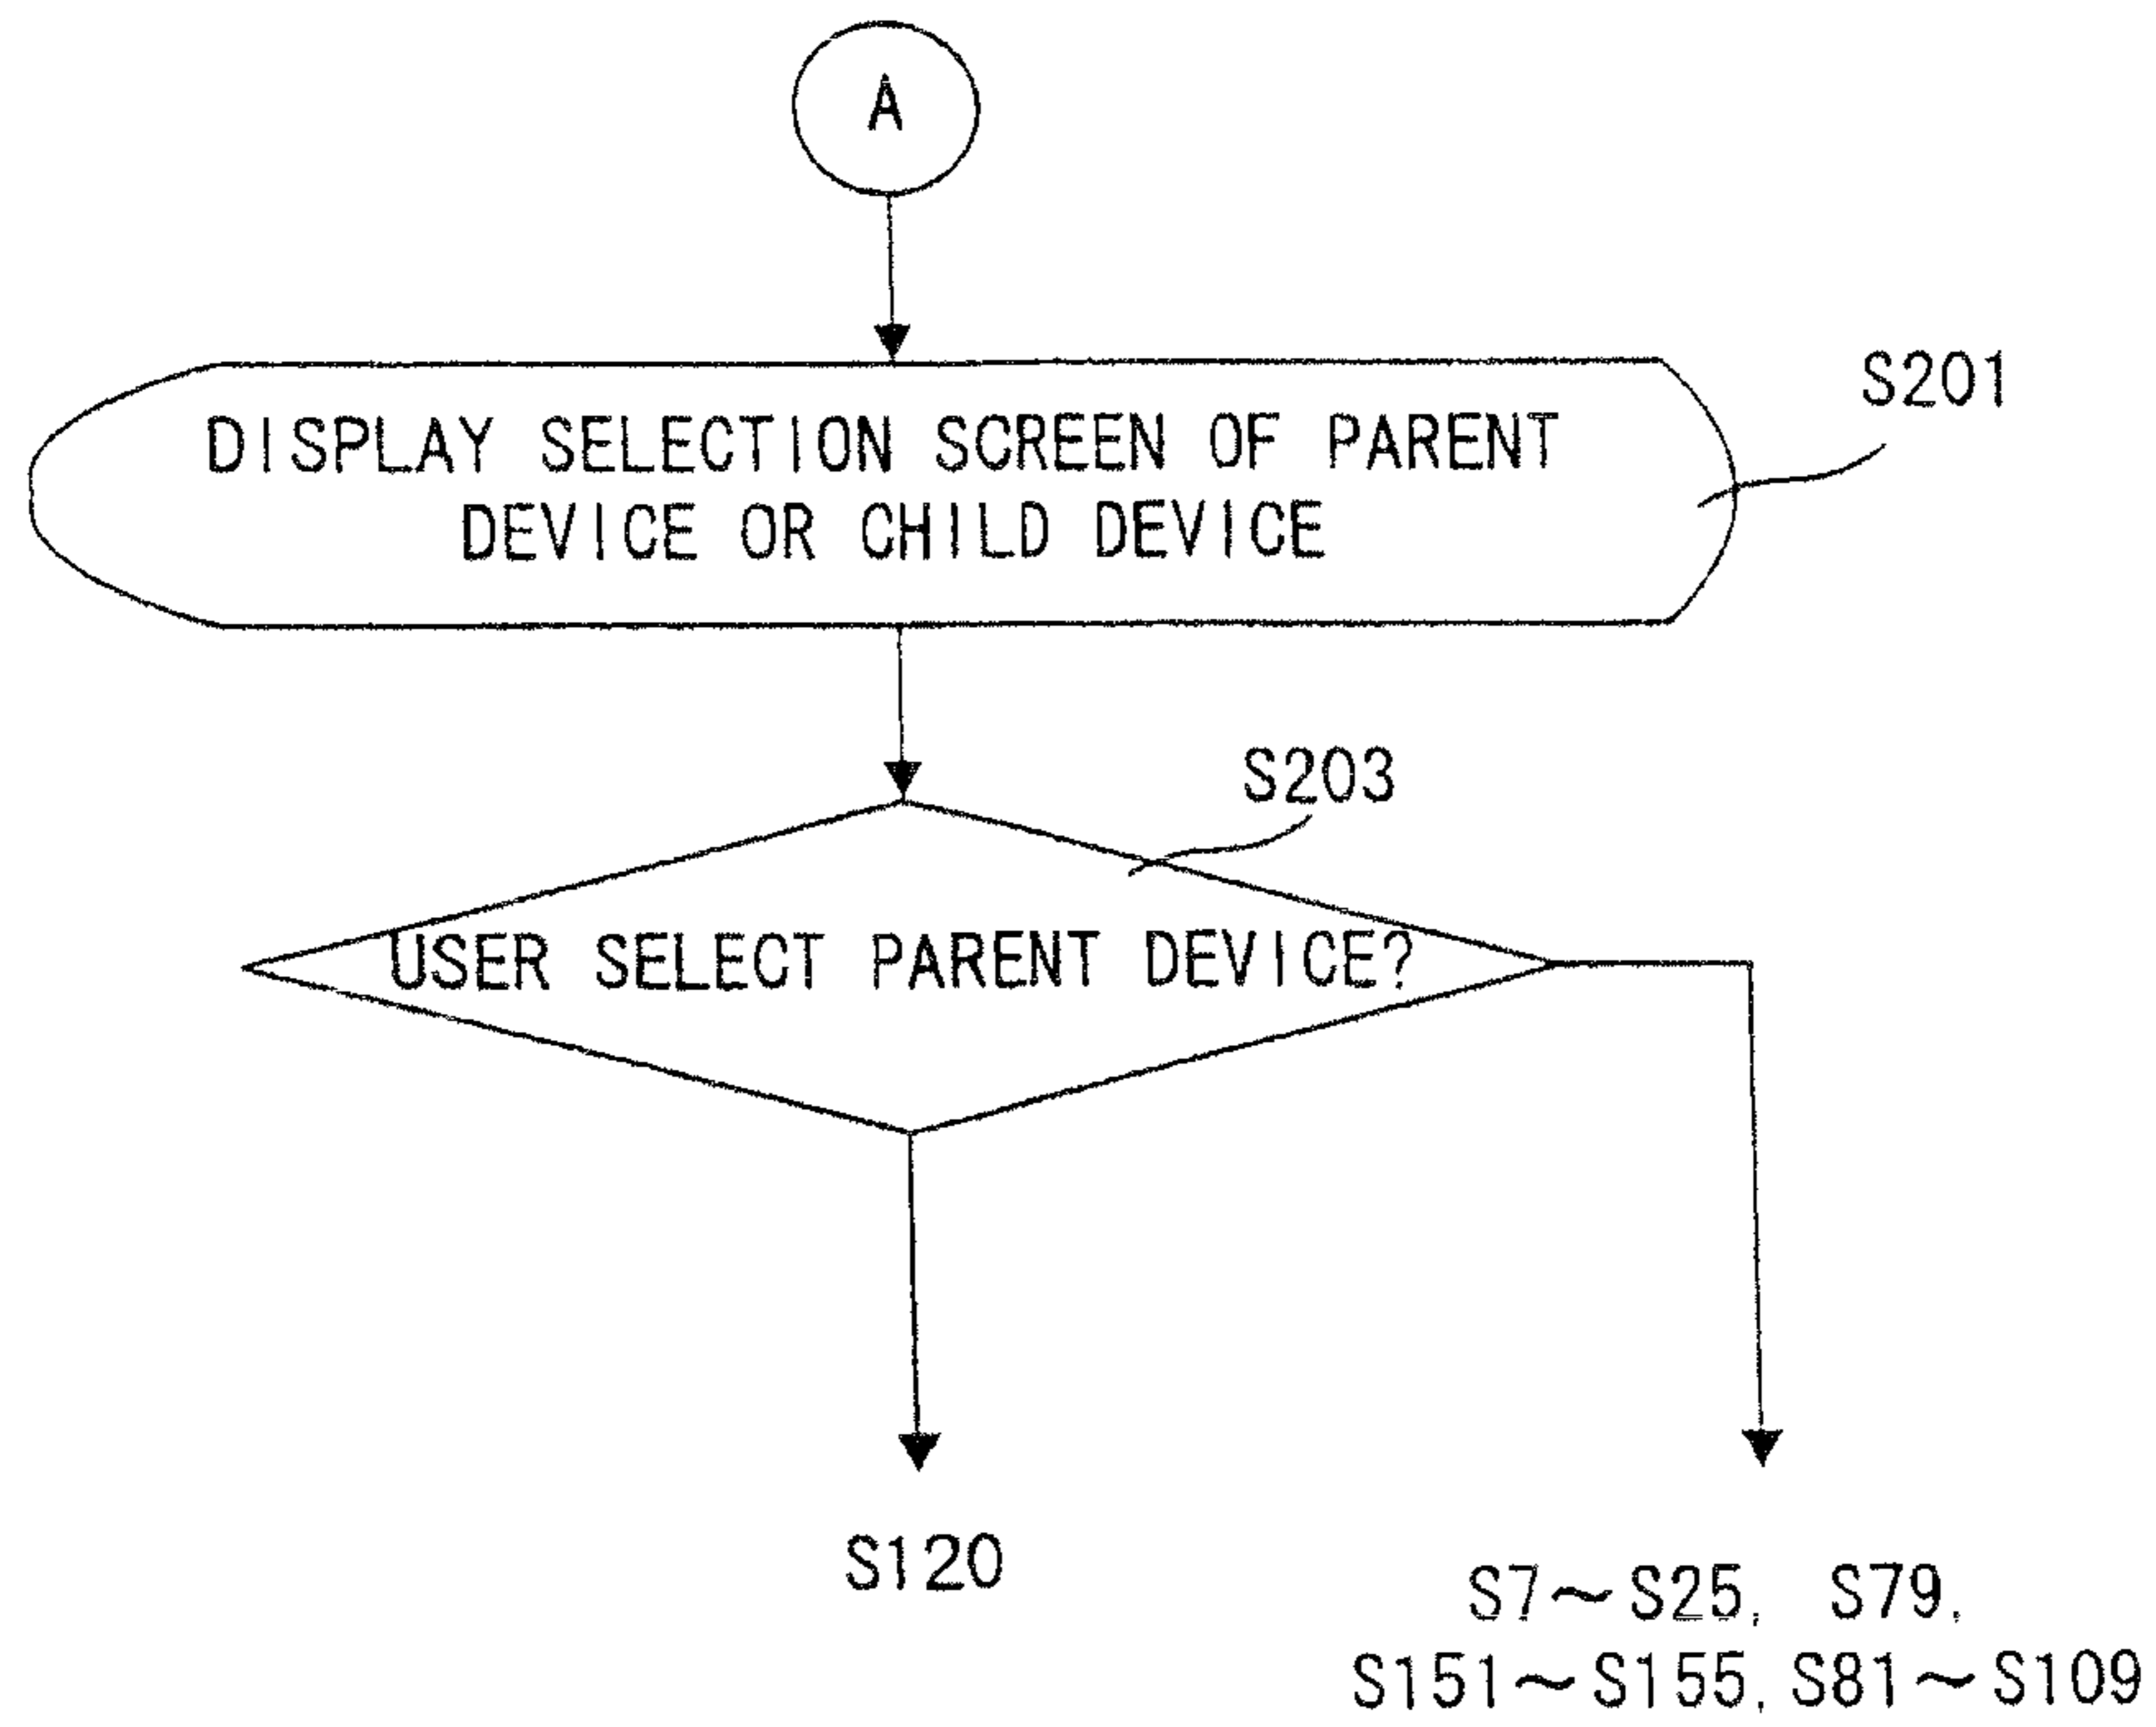 A
S201
DISPLAY SELECTION SCREEN OF PARENT
DEVICE OR CHILD DEVICE
S203
USER SELECT PARENT DEVICE?
S120
S7~S25, S79,
S151~S155, S81~S109